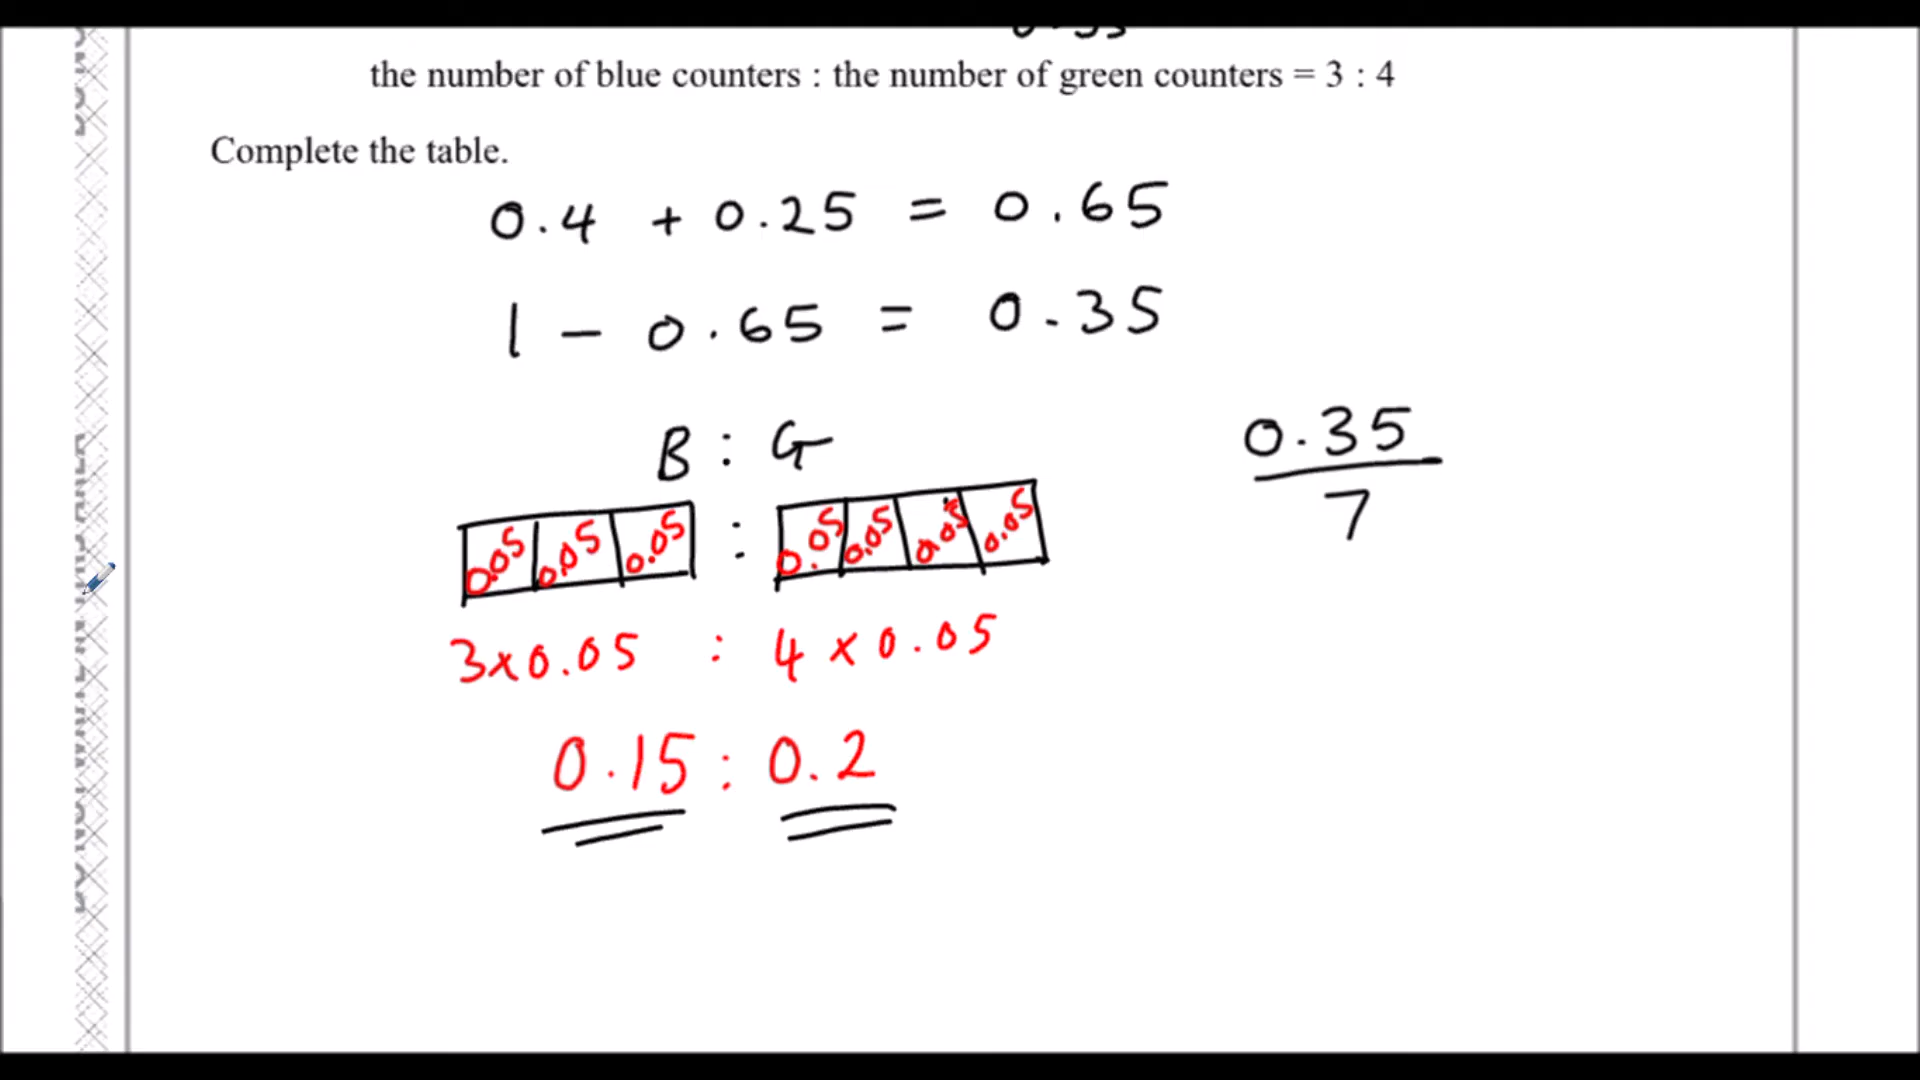 the number of blue counters : the number of green counters = 3 : 4
Complete the table.
0.4 + 0.25 = 0.65
1 - 0.65 = 0.35
B : G
0.35
7
0.05 0.05 0.05 : 0.05 0.05 0.05 0.05
3×0.05 : 4×0.05
0.15 : 0.2